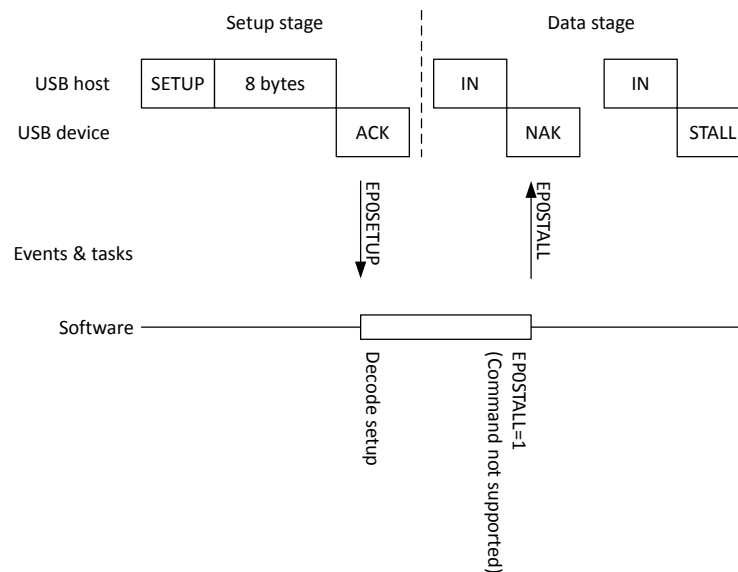 Setup stage
Data stage
USB host
SETUP
8 bytes
IN
IN
USB device
ACK
NAK
STALL
EP0SETUP
EP0STALL
Events & tasks
Software
Decode setup
EP0STALL=1
(Command not supported)